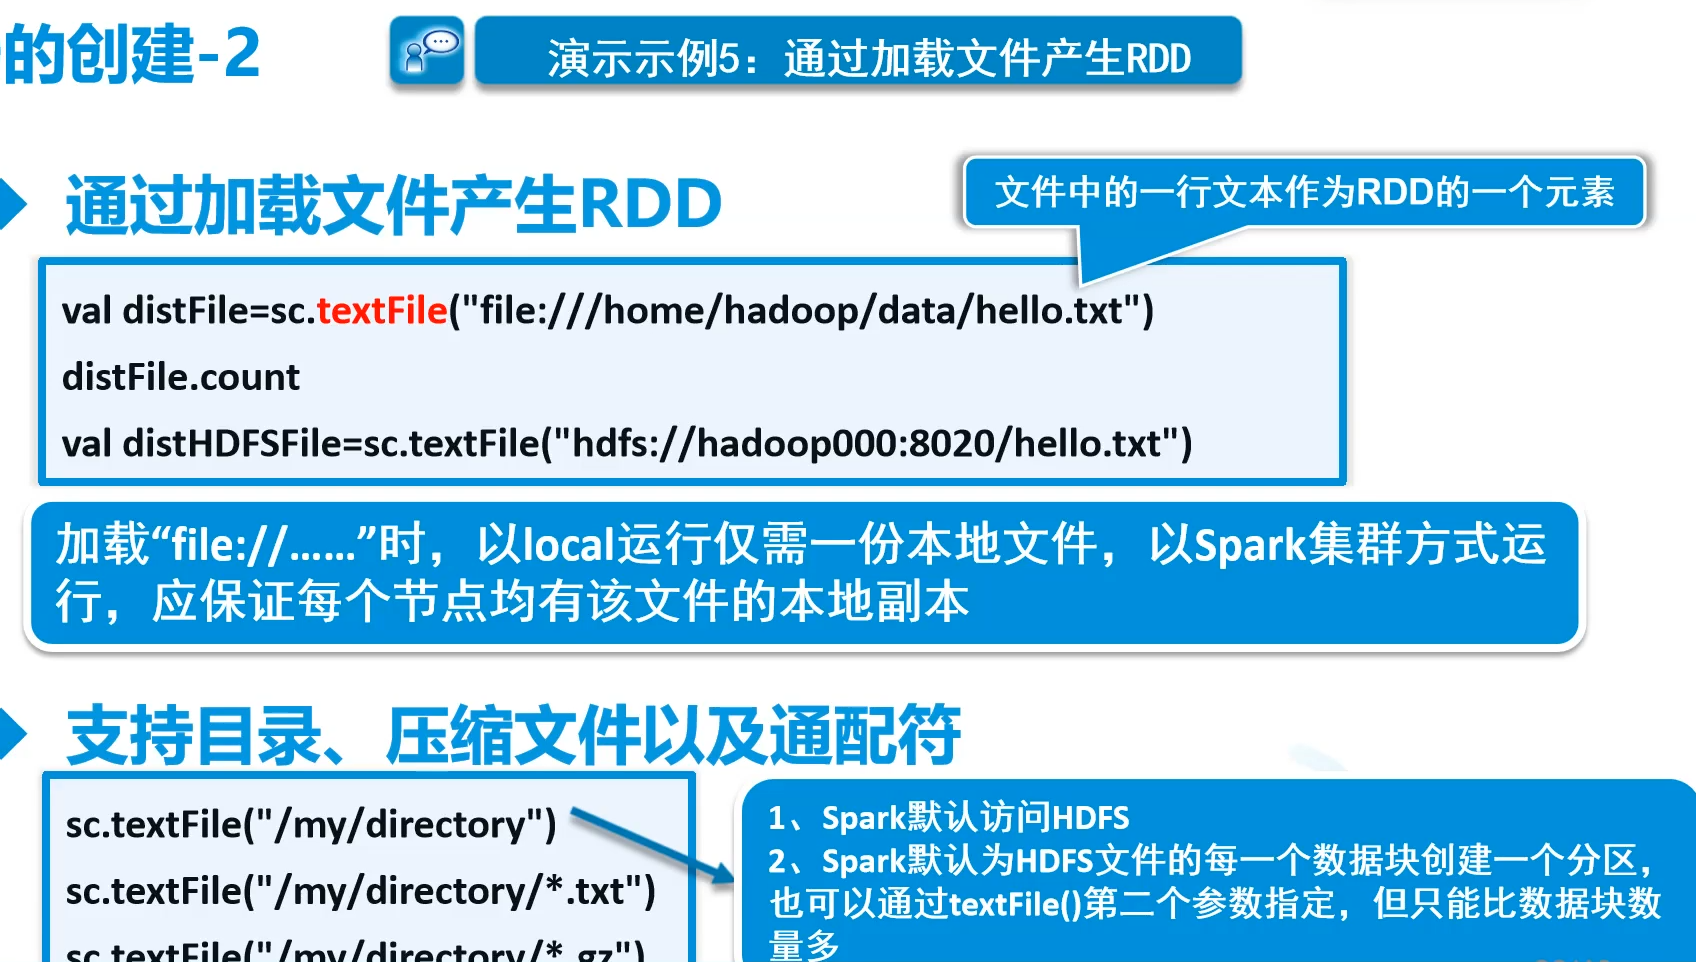 的创建-2
演示示例5：通过加载文件产生RDD
通过加载文件产生RDD
文件中的一行文本作为RDD的一个元素
val distFile=sc.textFile("file:///home/hadoop/data/hello.txt")
distFile.count
val distHDFSFile=sc.textFile("hdfs://hadoop000:8020/hello.txt")
加载“file://……”时，以local运行仅需一份本地文件，以Spark集群方式运
行，应保证每个节点均有该文件的本地副本
支持目录、压缩文件以及通配符
sc.textFile("/my/directory")
sc.textFile("/my/directory/*.txt")
sc.textFile("/my/directory/*.gz")
1、Spark默认访问HDFS
2、Spark默认为HDFS文件的每一个数据块创建一个分区，
也可以通过textFile()第二个参数指定，但只能比数据块数
量多